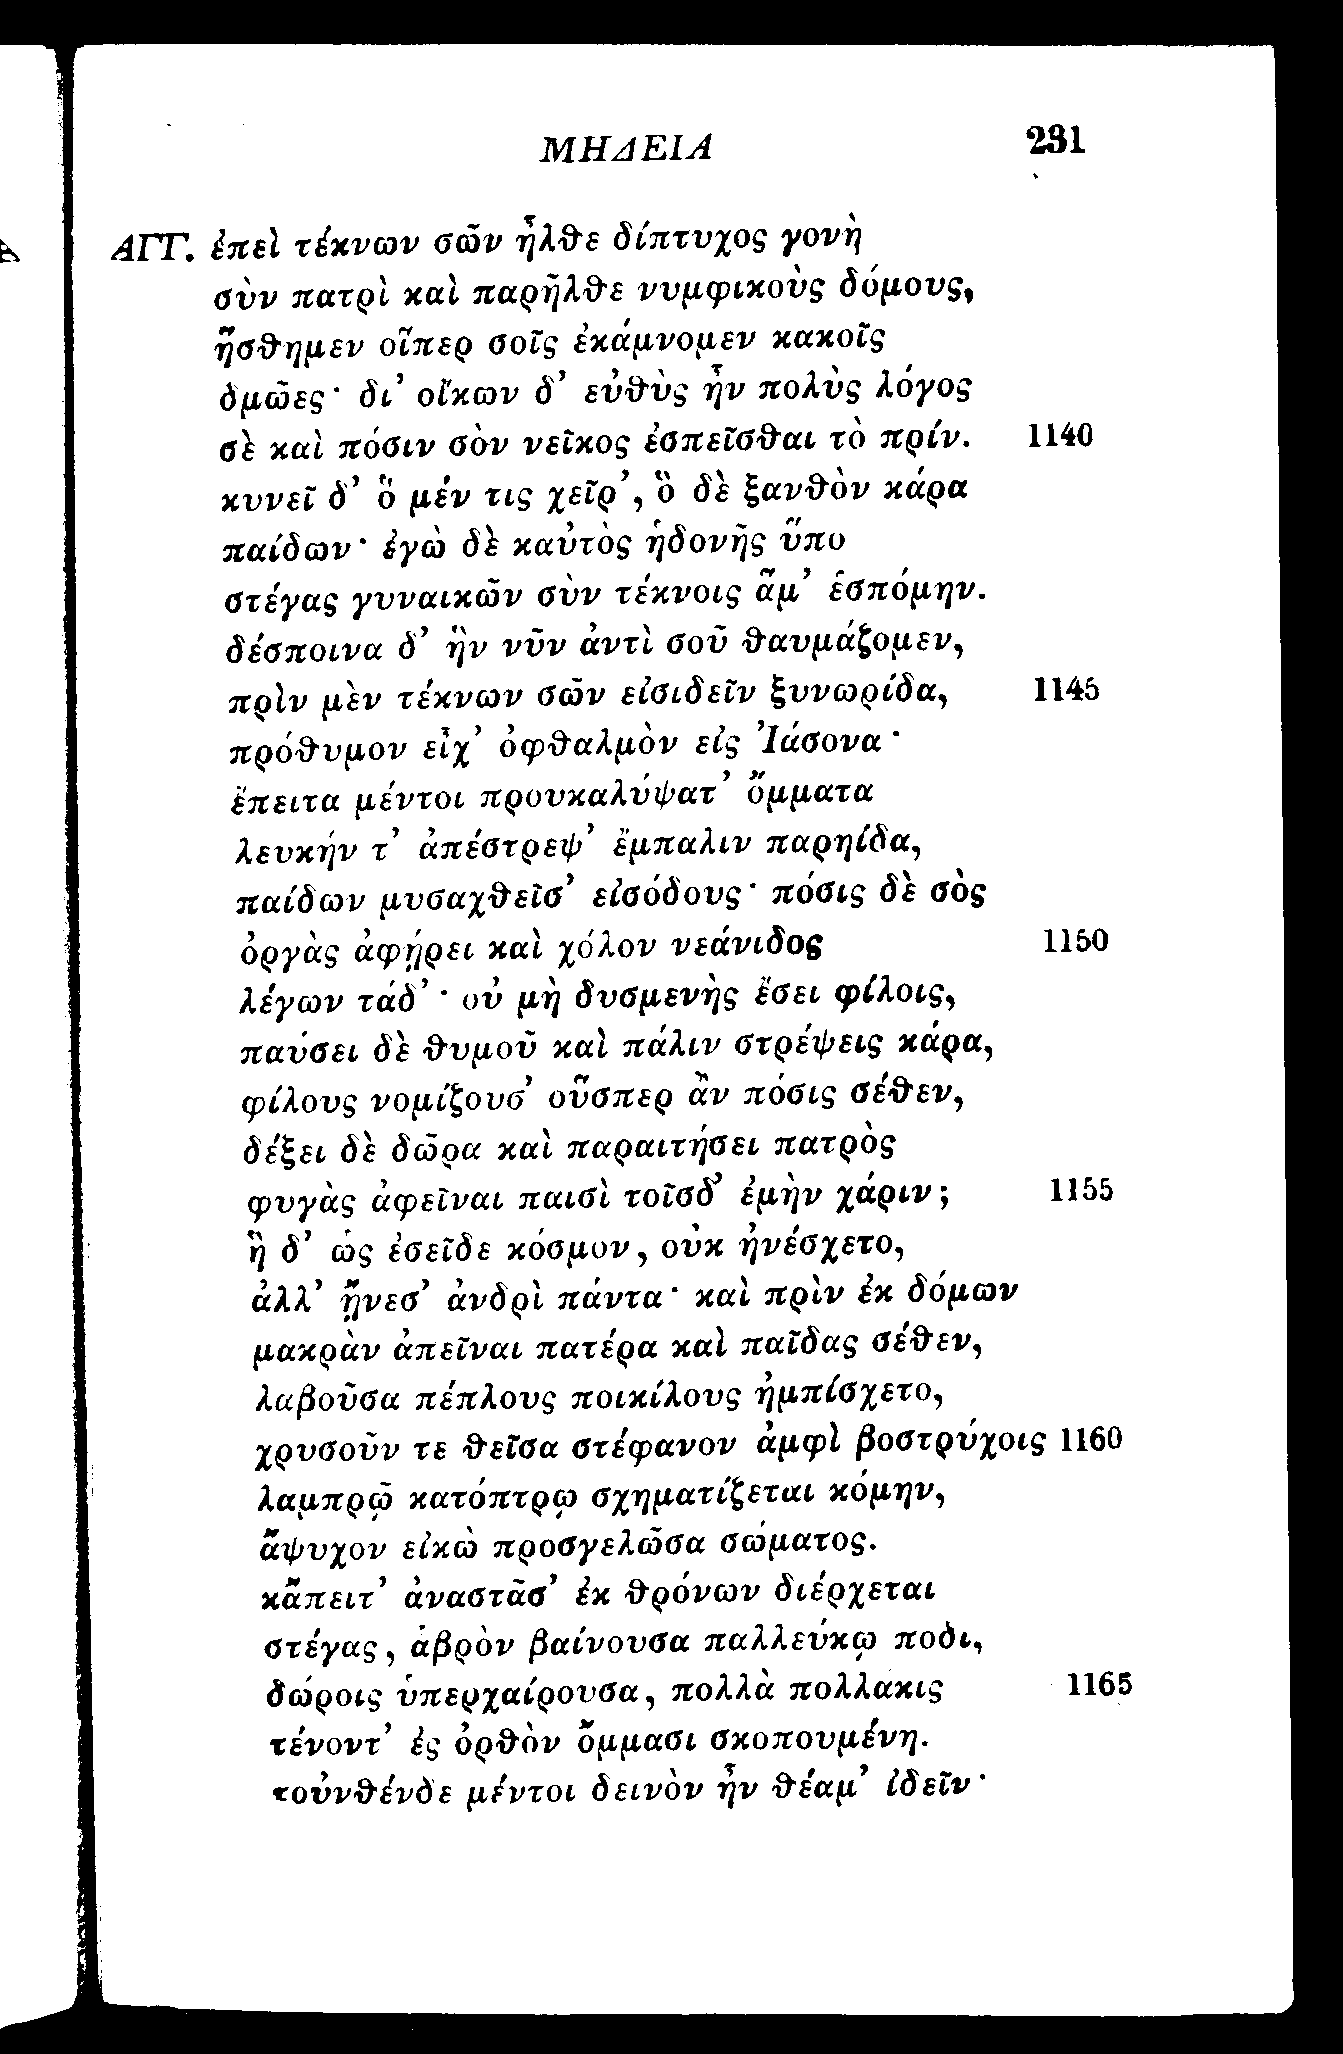 ΜΗΔΕΙΑ 231
ΑΓΓ. ἐπεὶ τέκνων σῶν ἦλθε δίπτυχος γονὴ
σὺν πατρὶ καὶ παρῆλθε νυμφικοὺς δόμους,
ἥσθημεν οἵπερ σοῖς ἐκάμνομεν κακοῖς
δμῶες· δι’ οἴκων δ’ εὐθὺς ἦν πολὺς λόγος
σὲ καὶ πόσιν σὸν νεῖκος ἐσπεῖσθαι τὸ πρίν. 1140
κυνεῖ δ’ ὃ μέν τις χεῖρ’, ὃ δὲ ξανθὸν κάρα
παίδων· ἐγὼ δὲ καὐτὸς ἡδονῆς ὕπο
στέγας γυναικῶν σὺν τέκνοις ἅμ’ ἑσπόμην.
δέσποινα δ’ ἣν νῦν ἀντὶ σοῦ θαυμάζομεν,
πρὶν μὲν τέκνων σῶν εἰσιδεῖν ξυνωρίδα, 1145
πρόθυμον εἶχ’ ὀφθαλμὸν εἰς Ἰάσονα·
ἔπειτα μέντοι προυκαλύψατ’ ὄμματα
λευκήν τ’ ἀπέστρεψ’ ἔμπαλιν παρηίδα,
παίδων μυσαχθεῖσ’ εἰσόδους· πόσις δὲ σὸς
ὀργὰς ἀφῄρει καὶ χόλον νεάνιδος 1150
λέγων τάδ’· οὐ μὴ δυσμενὴς ἔσει φίλοις,
παύσει δὲ θυμοῦ καὶ πάλιν στρέψεις κάρα,
φίλους νομίζουσ’ οὕσπερ ἂν πόσις σέθεν,
δέξει δὲ δῶρα καὶ παραιτήσει πατρὸς
φυγὰς ἀφεῖναι παισὶ τοῖσδ’ ἐμὴν χάριν; 1155
ἣ δ’ ὡς ἐσεῖδε κόσμον, οὐκ ἠνέσχετο,
ἀλλ’ ᾔνεσ’ ἀνδρὶ πάντα· καὶ πρὶν ἐκ δόμων
μακρὰν ἀπεῖναι πατέρα καὶ παῖδας σέθεν,
λαβοῦσα πέπλους ποικίλους ἠμπίσχετο,
χρυσοῦν τε θεῖσα στέφανον ἀμφὶ βοστρύχοις 1160
λαμπρῷ κατόπτρῳ σχηματίζεται κόμην,
ἄψυχον εἰκὼ προσγελῶσα σώματος.
κἄπειτ’ ἀναστᾶσ’ ἐκ θρόνων διέρχεται
στέγας, ἁβρὸν βαίνουσα παλλεύκῳ ποδι,
δώροις ὑπερχαίρουσα, πολλὰ πολλακις 1165
τένοντ’ ἐς ὀρθὸν ὄμμασι σκοπουμένη.
τοὐνθένδε μέντοι δεινὸν ἦν θέαμ’ ἰδεῖν·